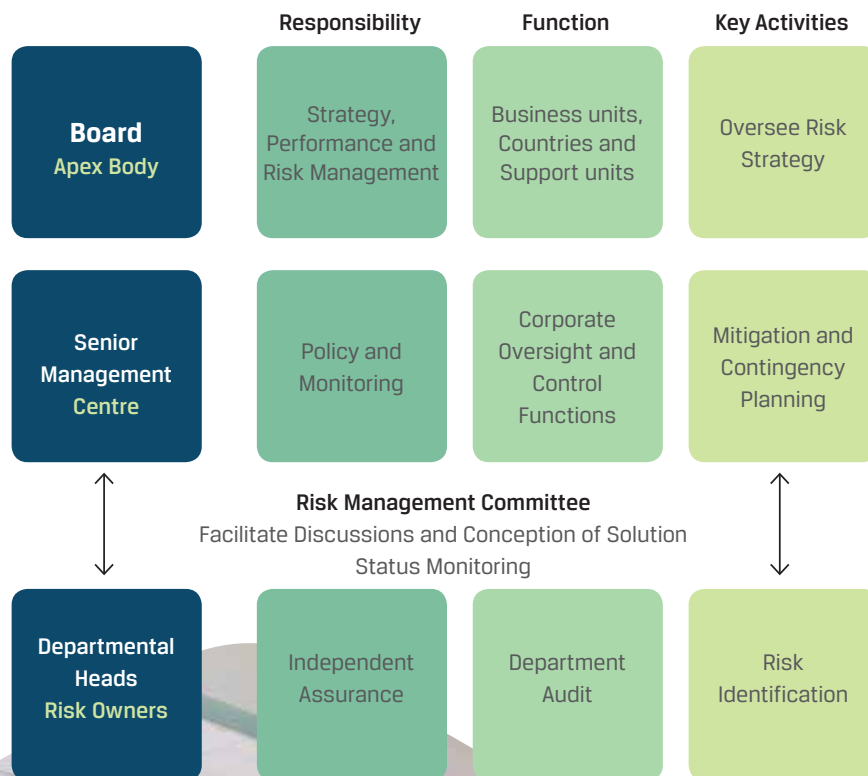 Responsibility
Function
Key Activities
Board
Apex Body
Strategy,
Performance and
Risk Management
Business units,
Countries and
Support units
Oversee Risk
Strategy
Senior
Management
Centre
Policy and
Monitoring
Corporate
Oversight and
Control
Functions
Mitigation and
Contingency
Planning
Risk Management Committee
Facilitate Discussions and Conception of Solution
Status Monitoring
Departmental
Heads
Risk Owners
Independent
Assurance
Department
Audit
Risk
Identification